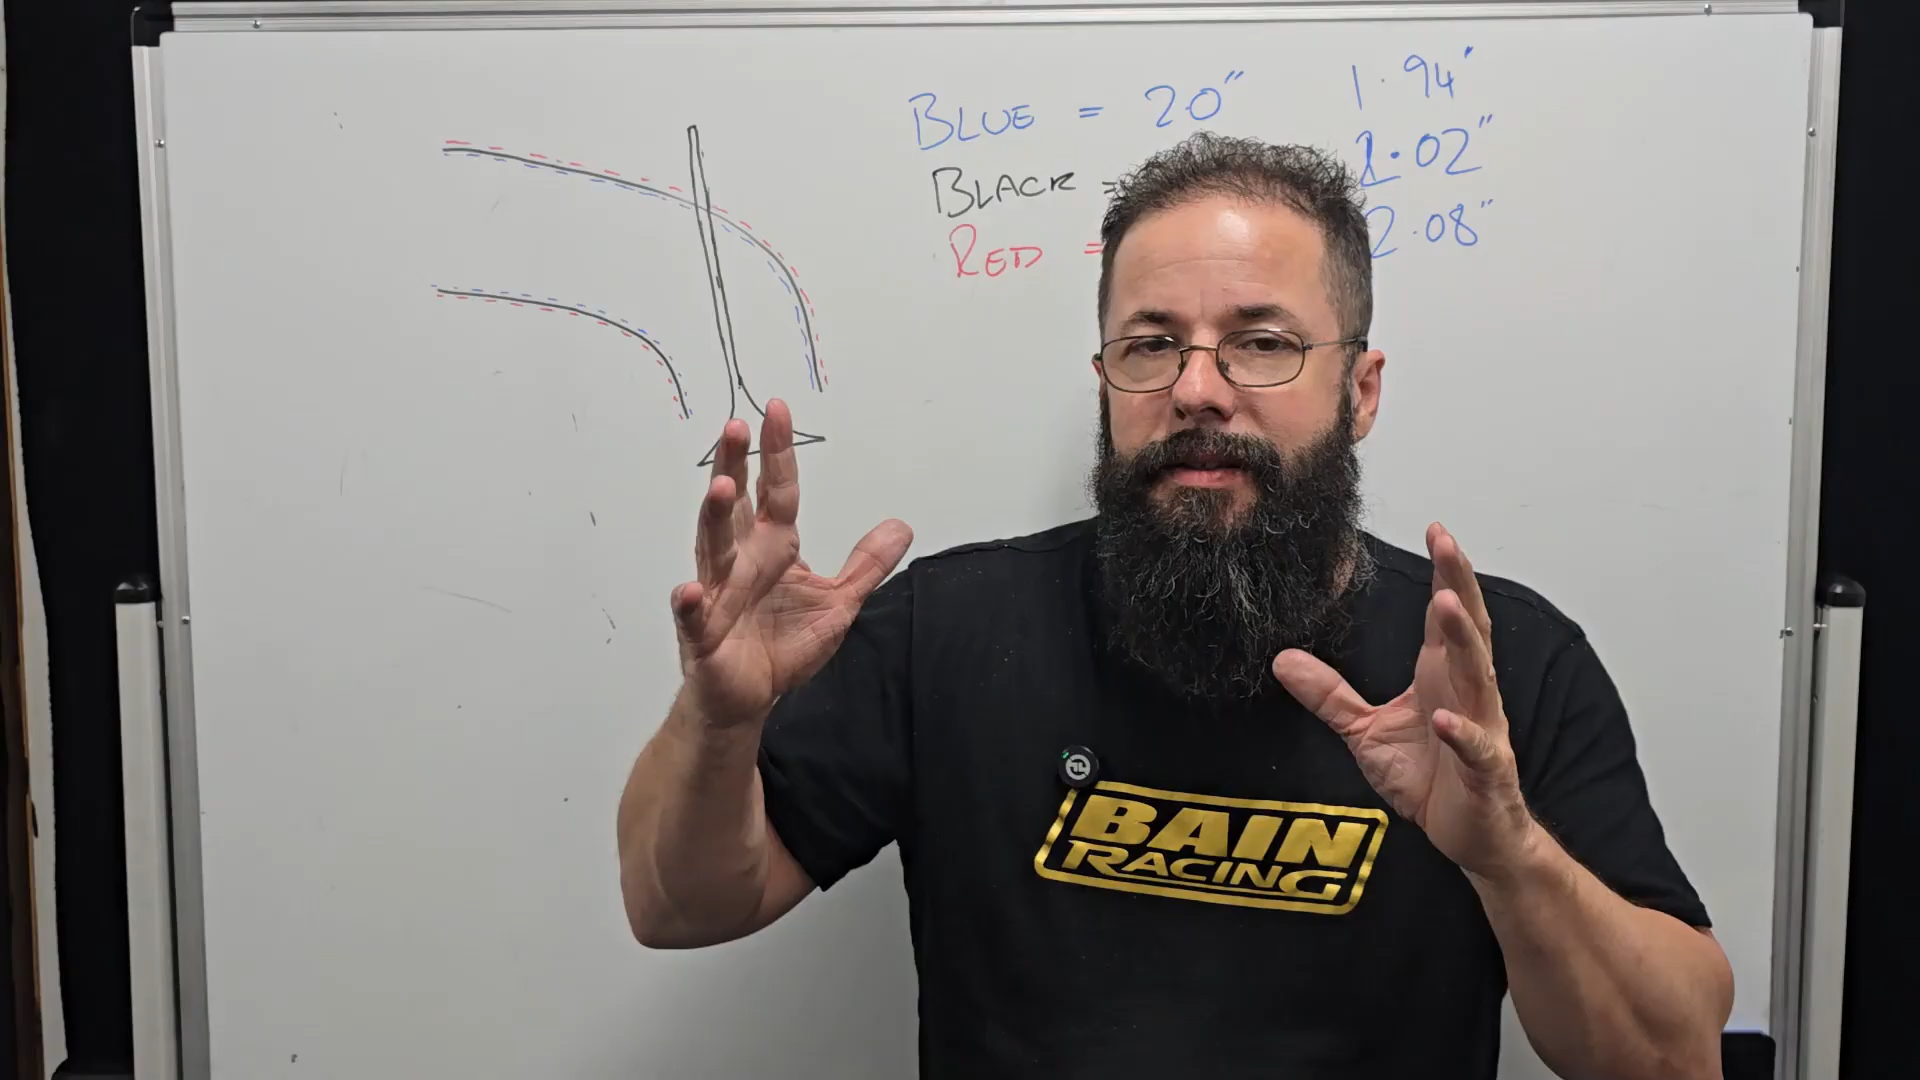 BLUE = 20" 1.94"
BLACK = 2.02"
RED = 2.08"
BAIN
RACING